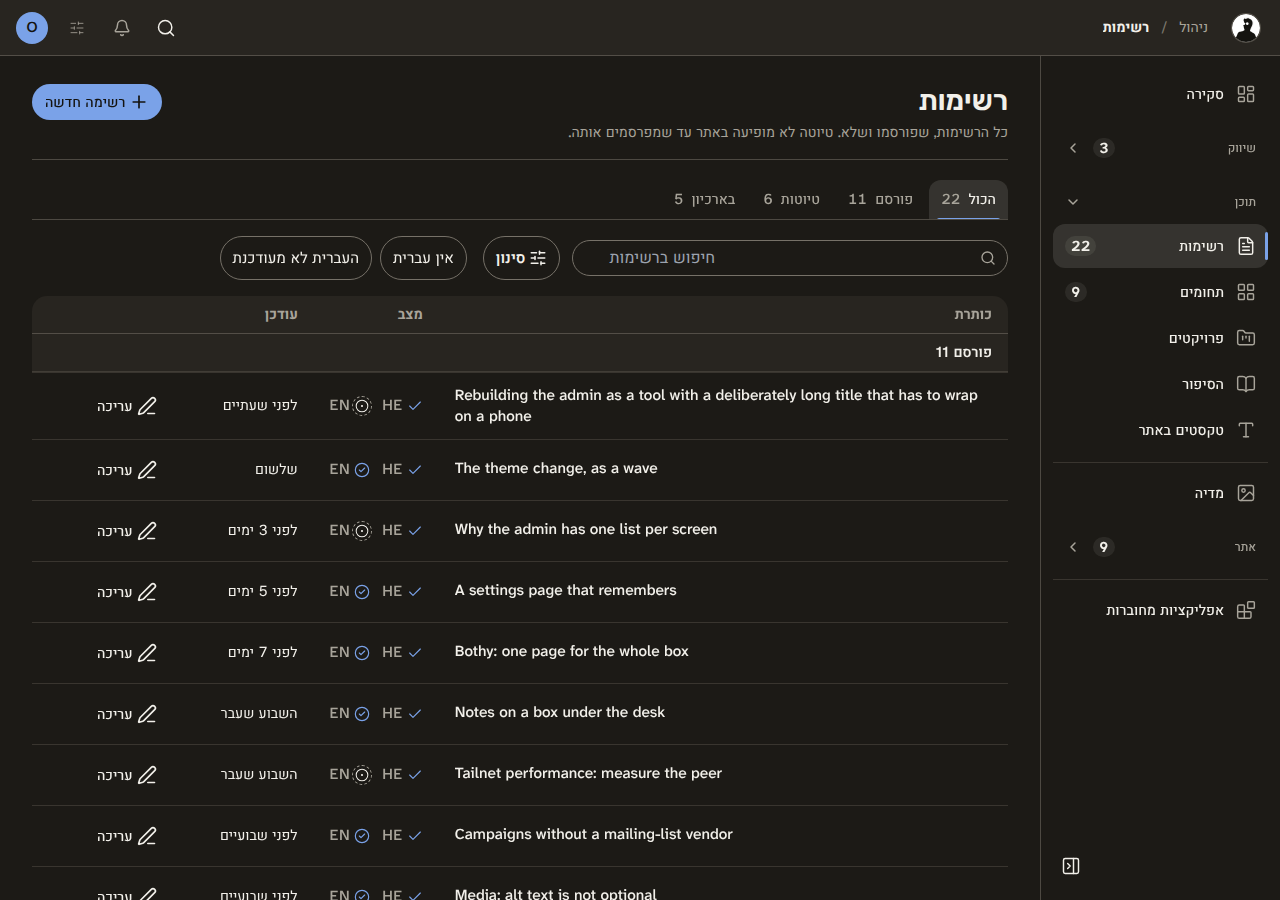 ניהול / רשימות
O
סקירה
שיווק 3
תוכן
רשימות 22
תחומים 9
פרויקטים
הסיפור
טקסטים באתר
מדיה
אתר 9
אפליקציות מחוברות
רשימות
רשימה חדשה
כל הרשימות, שפורסמו ושלא. טיוטה לא מופיעה באתר עד שמפרסמים אותה.
הכול 22 פורסם 11 טיוטות 6 בארכיון 5
חיפוש ברשימות סינון אין עברית העברית לא מעודכנת
כותרת מצב עודכן
פורסם 11
Rebuilding the admin as a tool with a deliberately long title that has to wrap
on a phone
HE EN לפני שעתיים עריכה
The theme change, as a wave HE EN שלשום עריכה
Why the admin has one list per screen HE EN לפני 3 ימים עריכה
A settings page that remembers HE EN לפני 5 ימים עריכה
Bothy: one page for the whole box HE EN לפני 7 ימים עריכה
Notes on a box under the desk HE EN השבוע שעבר עריכה
Tailnet performance: measure the peer HE EN השבוע שעבר עריכה
Campaigns without a mailing-list vendor HE EN לפני שבועיים עריכה
Media: alt text is not optional HE EN לפני שבועיים עריכה